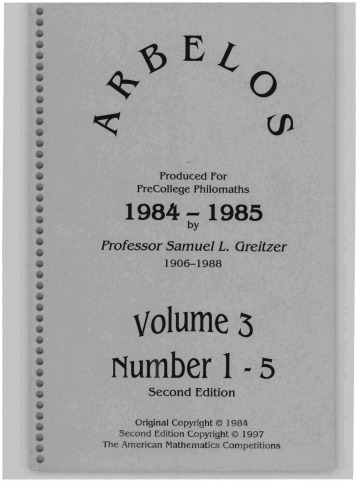 ARBELOS
Produced For
PreCollege Philomaths
1984 – 1985
by
Professor Samuel L. Greitzer
1906–1988
Volume 3
Number 1 - 5
Second Edition
Original Copyright © 1984
Second Edition Copyright © 1997
The American Mathematics Competitions